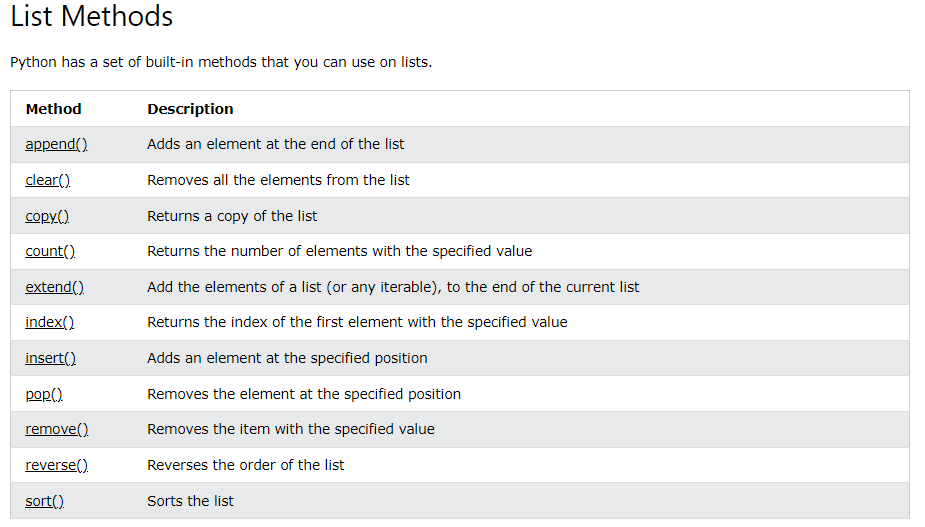 List Methods
Python has a set of built-in methods that you can use on lists.
Method Description
append() Adds an element at the end of the list
clear() Removes all the elements from the list
copy() Returns a copy of the list
count() Returns the number of elements with the specified value
extend() Add the elements of a list (or any iterable), to the end of the current list
index() Returns the index of the first element with the specified value
insert() Adds an element at the specified position
pop() Removes the element at the specified position
remove() Removes the item with the specified value
reverse() Reverses the order of the list
sort() Sorts the list